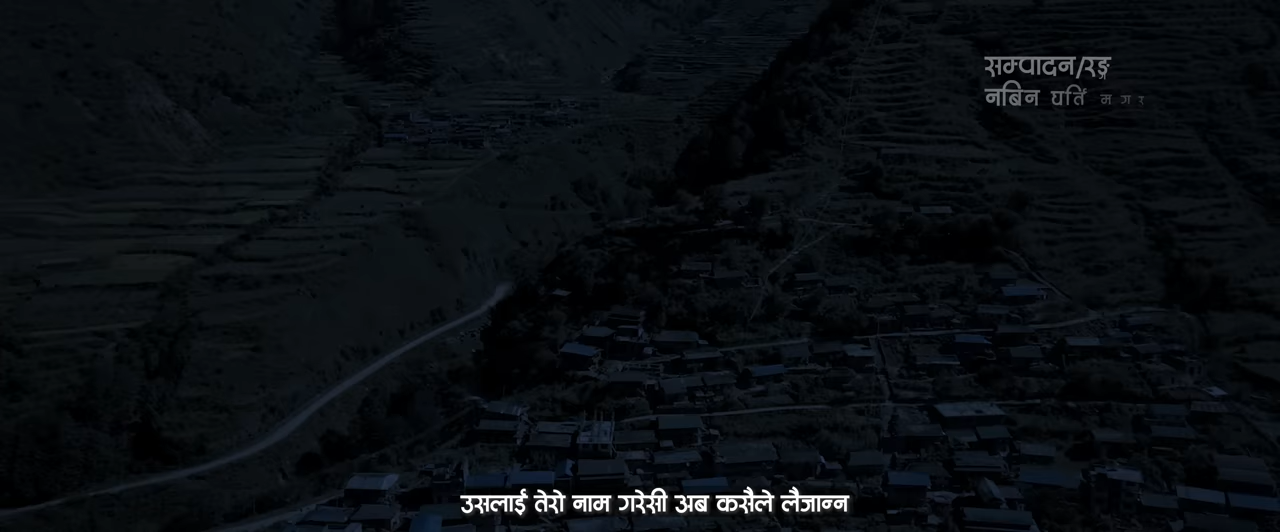 सम्पादन/रङ्ग
नबिन घर्ति मगर
उसलाई तेरो नाम गरेसी अब कसैले लैजान्न